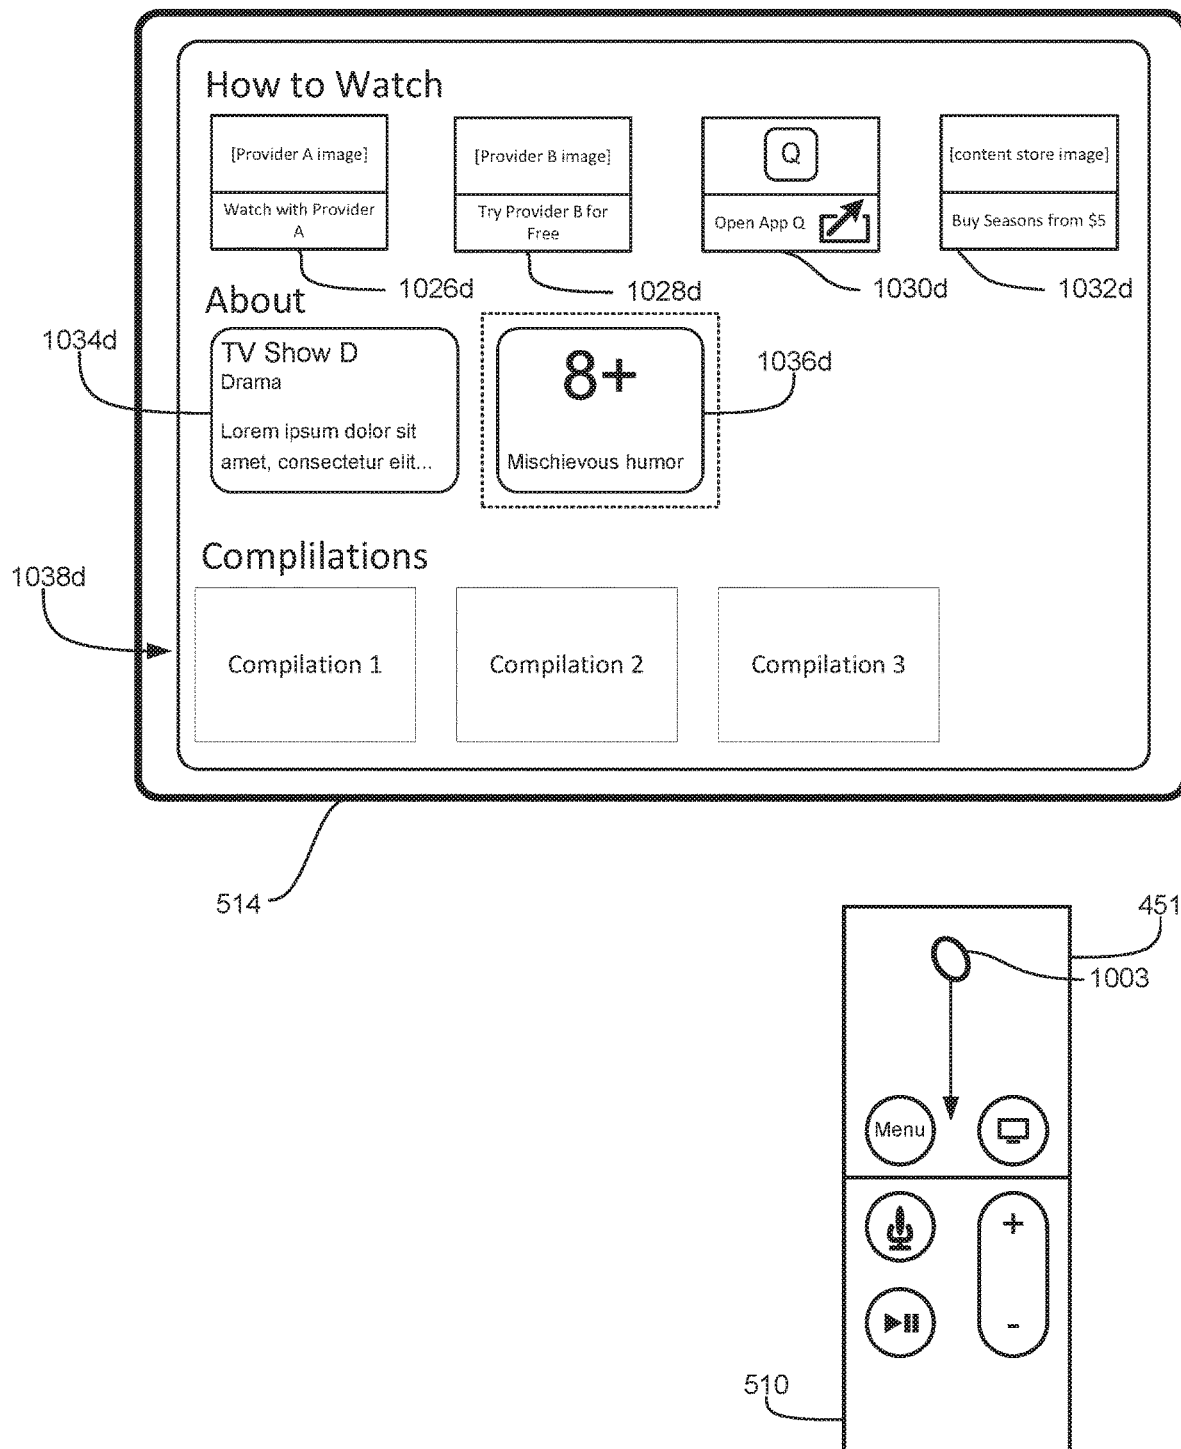 How to Watch
[Provider A image]
[Provider B image]
Q
[content store image]
Watch with Provider
A
Try Provider B for
Free
Open App Q
Buy Seasons from $5
1026d
1028d
1030d
1032d
About
1034d
TV Show D
Drama
Lorem ipsum dolor sit
amet, consectetur elit...
8+
Mischievous humor
1036d
Complilations
1038d
Compilation 1
Compilation 2
Compilation 3
514
451
1003
Menu
+
-
510